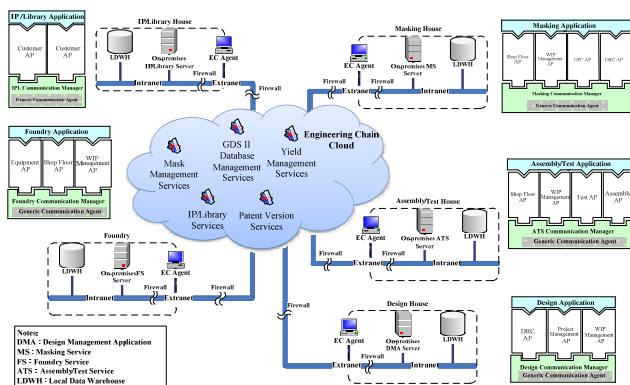 IP /Library Application
Customer AP
Customer AP
IPL Communication Manager
Generic Communication Agent
IP/Library House
LDWH
On-premises IP/Library Server
EC Agent
Intranet
Firewall
Extranet
Firewall
Masking House
EC Agent
On-premises MS Server
LDWH
Firewall
Extranet
Firewall
Intranet
Masking Application
Shop Floor AP
WIP Management AP
OPC AP
DRC AP
Masking Communication Manager
Generic Communication Agent
Engineering Chain Cloud
Mask Management Services
GDS II Database Management Services
Yield Management Services
IP/Library Services
Patent Version Services
Foundry Application
Equipment AP
Shop Floor AP
WIP Management AP
Foundry Communication Manager
Generic Communication Agent
Assembly/Test Application
Shop Floor AP
WIP Management AP
Test AP
Assembly AP
ATS Communication Manager
Generic Communication Agent
Assembly/Test House
EC Agent
On-premises ATS Server
LDWH
Firewall
Extranet
Firewall
Intranet
Foundry
LDWH
On-premises FS Server
EC Agent
Intranet
Firewall
Extranet
Firewall
Design House
EC Agent
On-premises DMA Server
LDWH
Firewall
Extranet
Firewall
Intranet
Design Application
DRC AP
Project Management AP
WIP Management AP
Design Communication Manager
Generic Communication Agent
Notes:
DMA : Design Management Application
MS : Masking Service
FS : Foundry Service
ATS : Assembly/Test Service
LDWH : Local Data Warehouse